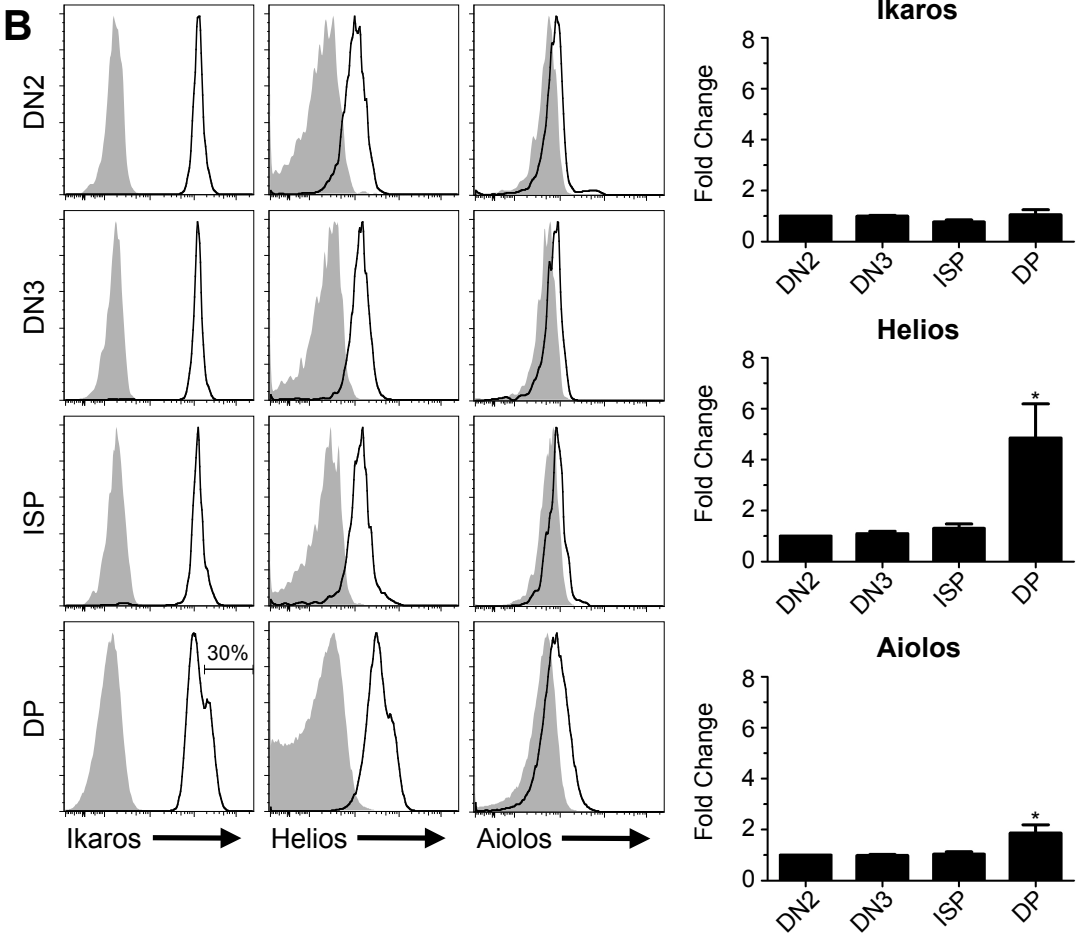 B
DN2
DN3
ISP
DP
30%
Ikaros
Helios
Aiolos
Ikaros
Fold Change
8
6
4
2
0
DN2
DN3
ISP
DP
Helios
Fold Change
8
6
4
2
0
*
DN2
DN3
ISP
DP
Aiolos
Fold Change
8
6
4
2
0
*
DN2
DN3
ISP
DP